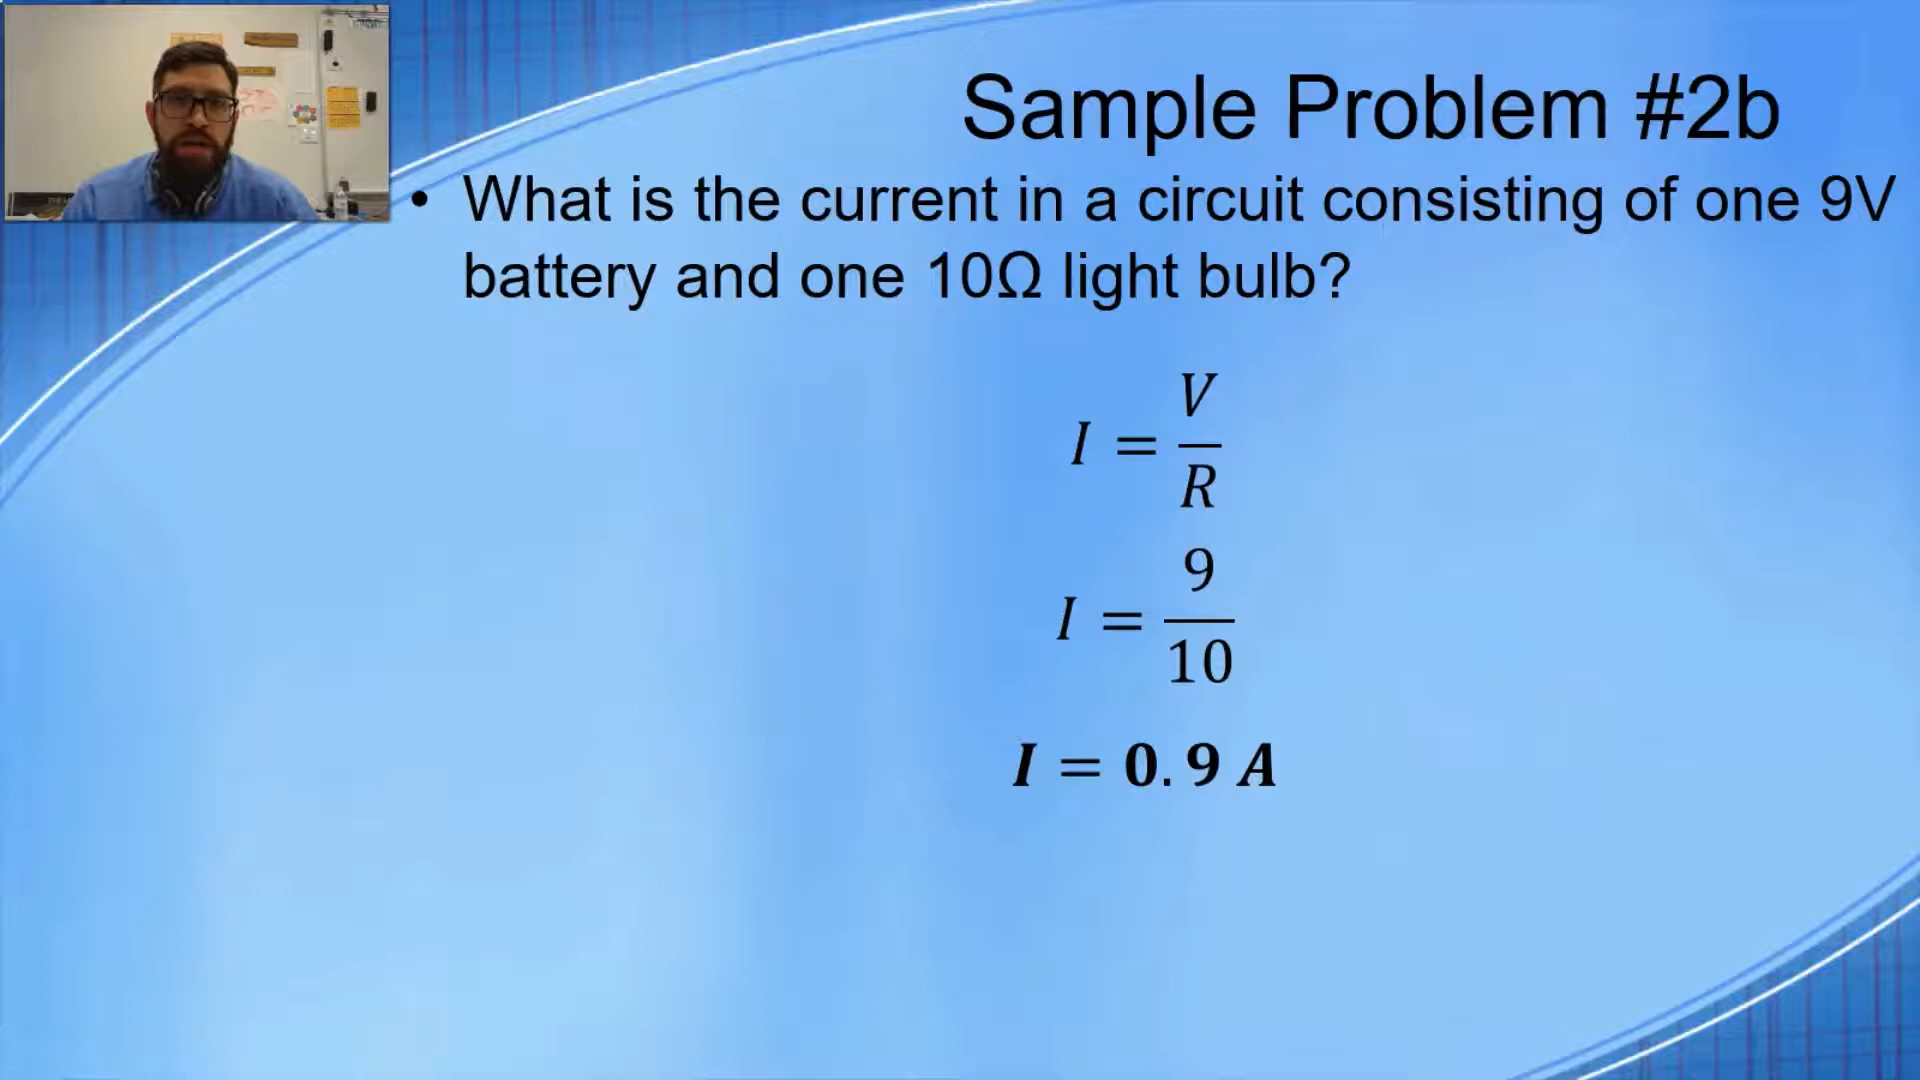 Sample Problem #2b
• What is the current in a circuit consisting of one 9V
battery and one 10Ω light bulb?
I = V/R
I = 9/10
I = 0.9 A